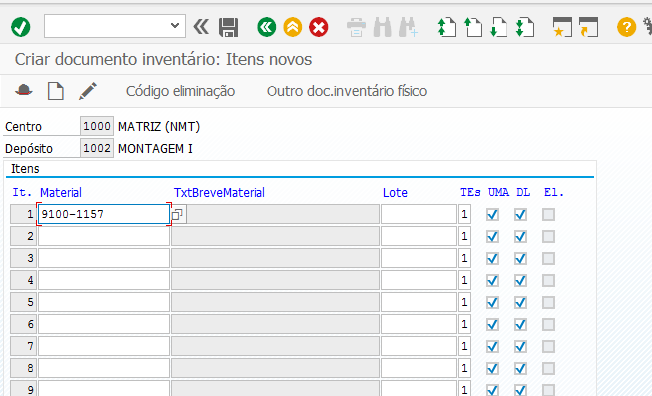 Criar documento inventário: Itens novos
Código eliminação Outro doc.inventário físico
Centro 1000 MATRIZ (NMT)
Depósito 1002 MONTAGEM I
Itens
It. Material TxtBreveMaterial Lote TEs UMA DL El.
1 9100-1157 1
2 1
3 1
4 1
5 1
6 1
7 1
8 1
9 1